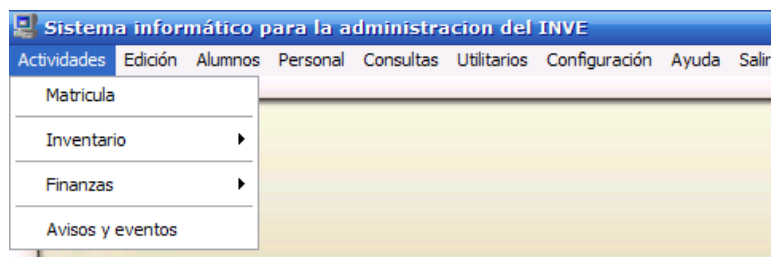 Sistema informático para la administracion del INVE
Actividades Edición Alumnos Personal Consultas Utilitarios Configuración Ayuda Salir
Matricula
Inventario
Finanzas
Avisos y eventos